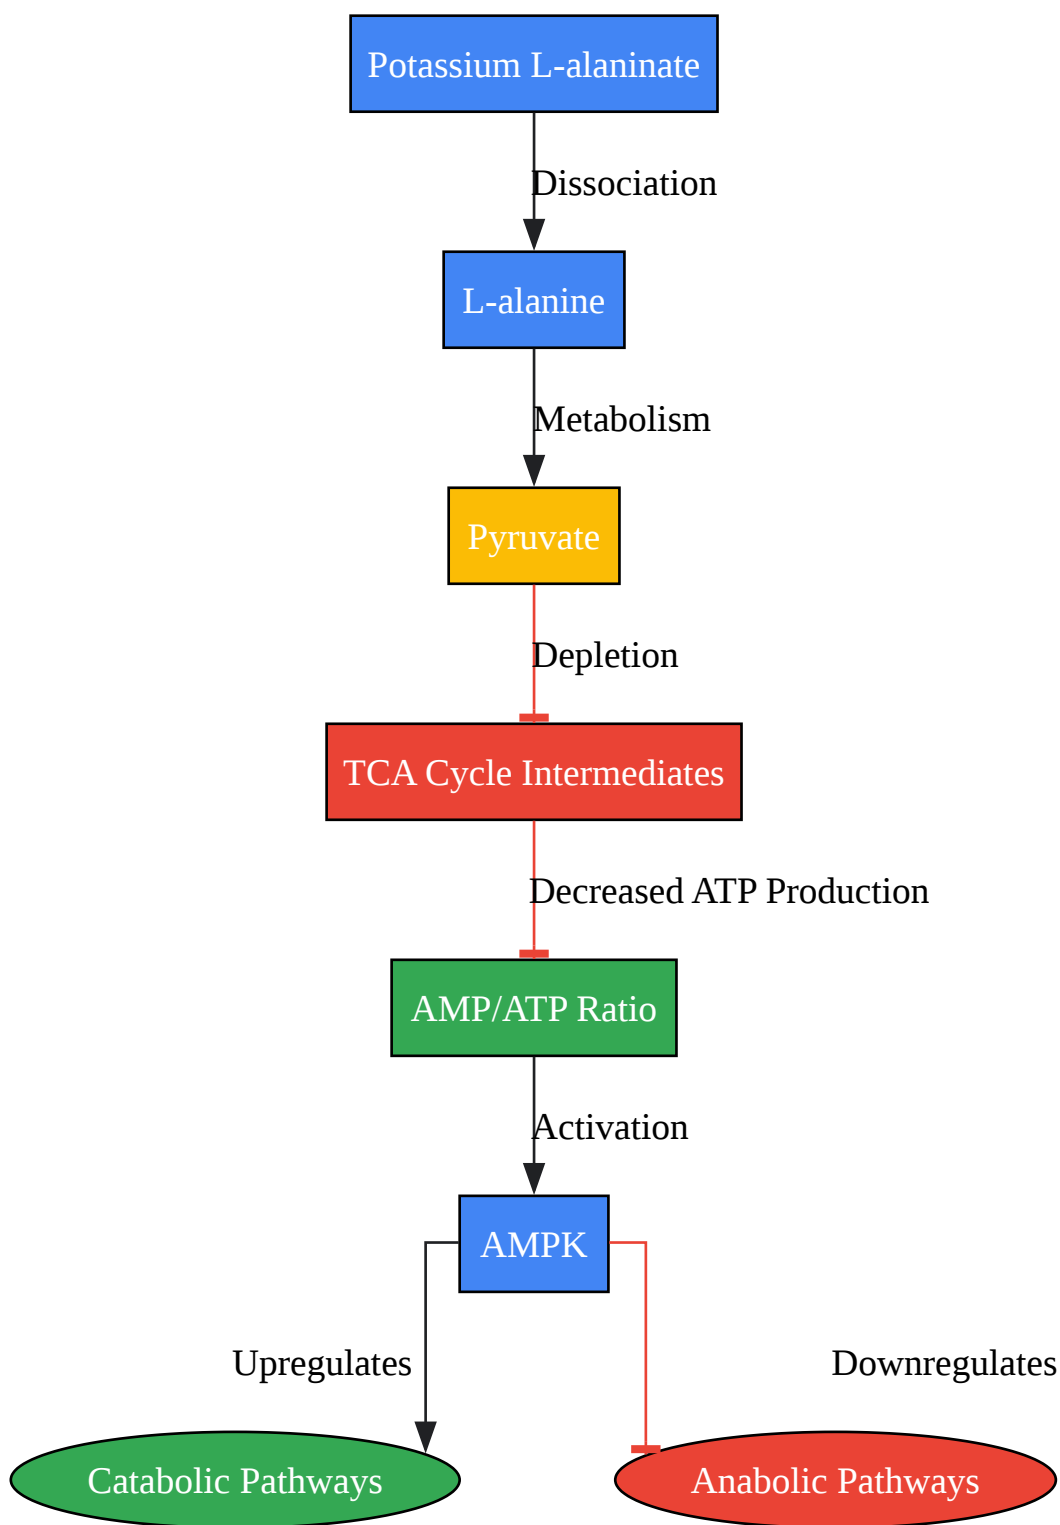 Potassium L-alaninate
Dissociation
L-alanine
Metabolism
Pyruvate
Depletion
TCA Cycle Intermediates
Decreased ATP Production
AMP/ATP Ratio
Activation
AMPK
Upregulates
Downregulates
Catabolic Pathways
Anabolic Pathways